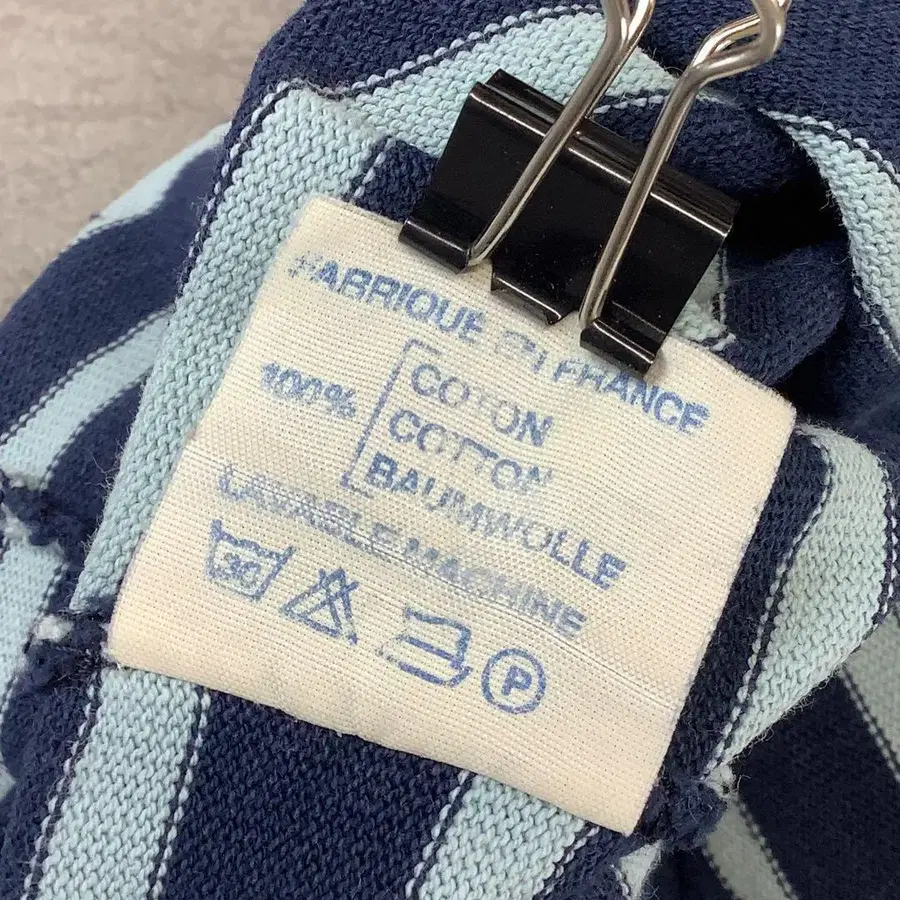 FABRIQUE EN FRANCE
100%
COTON
COTTON
BAUMWOLLE
LAVABLE MACHINE
30
P